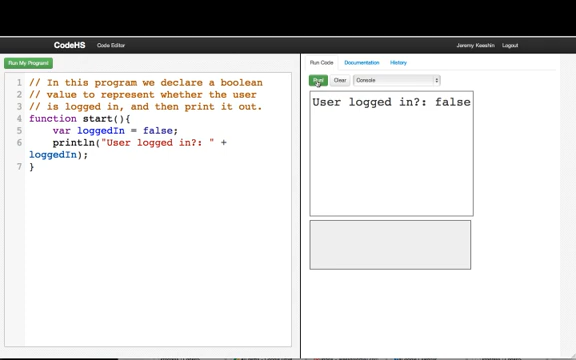 CodeHS Code Editor Jeremy Keeshin Logout
Run My Program!
Run Code Documentation History
Run! Clear Console
1 // In this program we declare a boolean
2 // value to represent whether the user
3 // is logged in, and then print it out.
4 function start(){
5 var loggedIn = false;
6 println("User logged in?: " +
loggedIn);
7 }
User logged in?: false